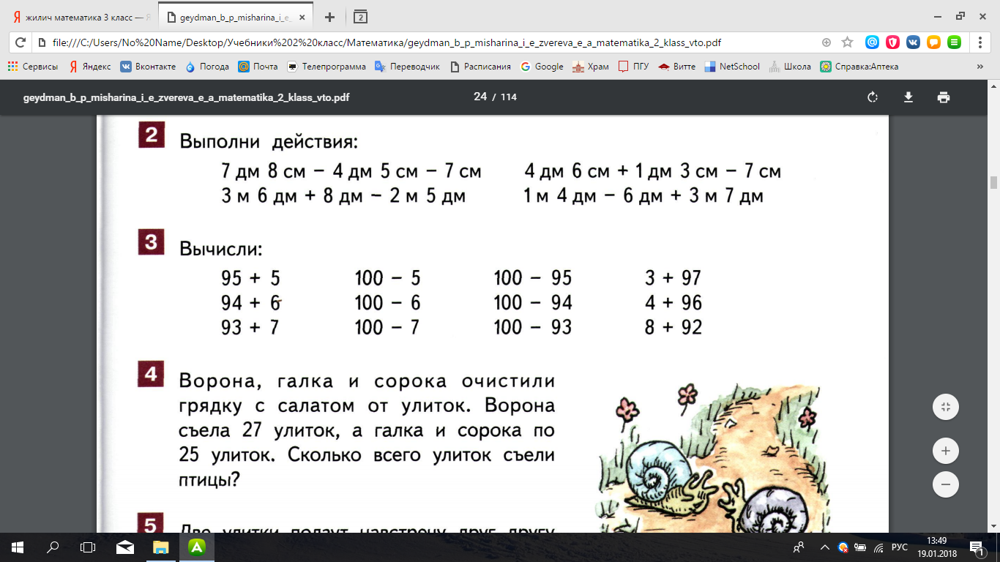 жилич математика 3 класс — Я
geydman_b_p_misharina_i_e_
2
file:///C:/Users/No%20Name/Desktop/Учебники%202%20класс/Математика/geydman_b_p_misharina_i_e_zvereva_e_a_matematika_2_klass_vto.pdf
Сервисы Яндекс Вконтакте Погода Почта Телепрограмма Переводчик Расписания Google Храм ПГУ Витте NetSchool Школа Справка:Аптека »
geydman_b_p_misharina_i_e_zvereva_e_a_matematika_2_klass_vto.pdf 24 / 114
2 Выполни действия:
7 дм 8 см − 4 дм 5 см − 7 см 4 дм 6 см + 1 дм 3 см − 7 см
3 м 6 дм + 8 дм − 2 м 5 дм 1 м 4 дм − 6 дм + 3 м 7 дм
3 Вычисли:
95 + 5 100 − 5 100 − 95 3 + 97
94 + 6 100 − 6 100 − 94 4 + 96
93 + 7 100 − 7 100 − 93 8 + 92
4 Ворона, галка и сорока очистили
грядку с салатом от улиток. Ворона
съела 27 улиток, а галка и сорока по
25 улиток. Сколько всего улиток съели
птицы?
5 Две улитки ползут навстречу друг другу
РУС 13:49
19.01.2018 1